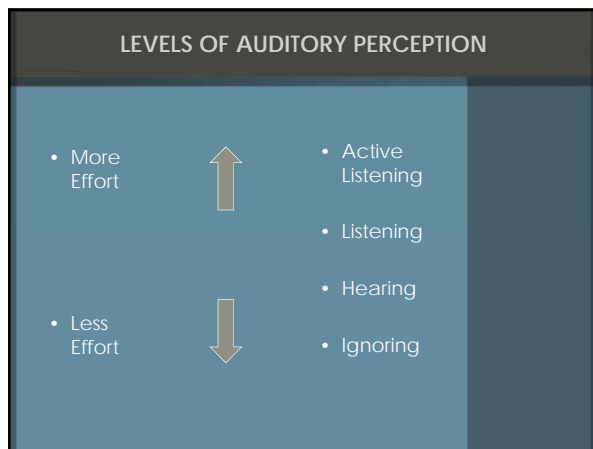 LEVELS OF AUDITORY PERCEPTION
• More
Effort
• Less
Effort
• Active
Listening
• Listening
• Hearing
• Ignoring